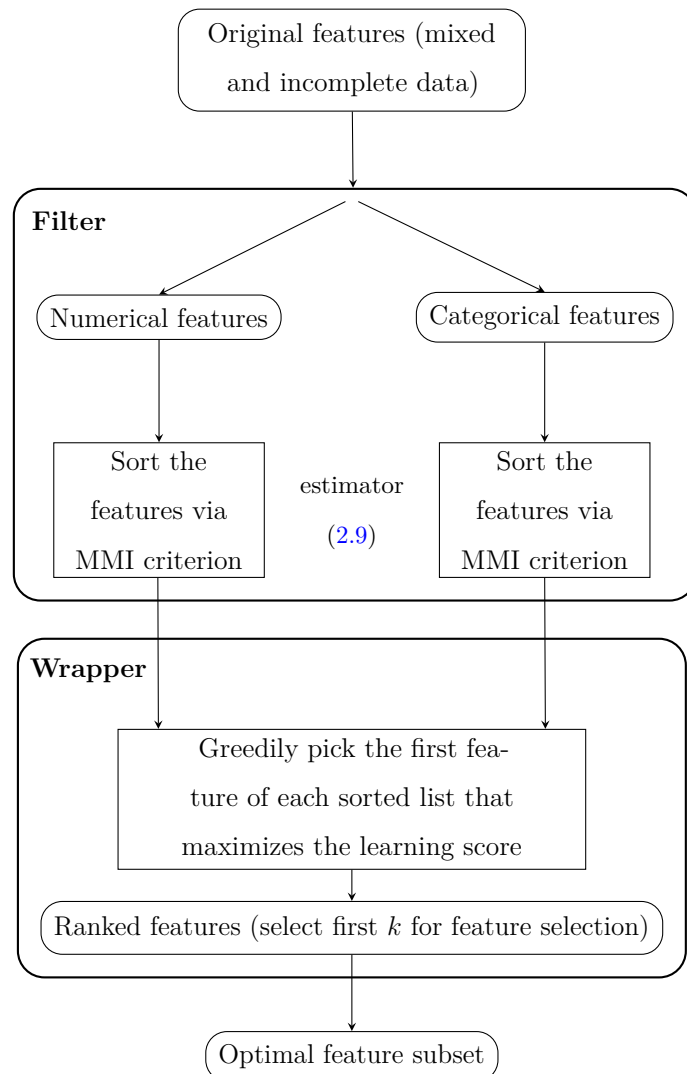 Original features (mixed
and incomplete data)
Filter
Numerical features
Categorical features
Sort the
features via
MMI criterion
estimator
(2.9)
Sort the
features via
MMI criterion
Wrapper
Greedily pick the first fea-
ture of each sorted list that
maximizes the learning score
Ranked features (select first k for feature selection)
Optimal feature subset